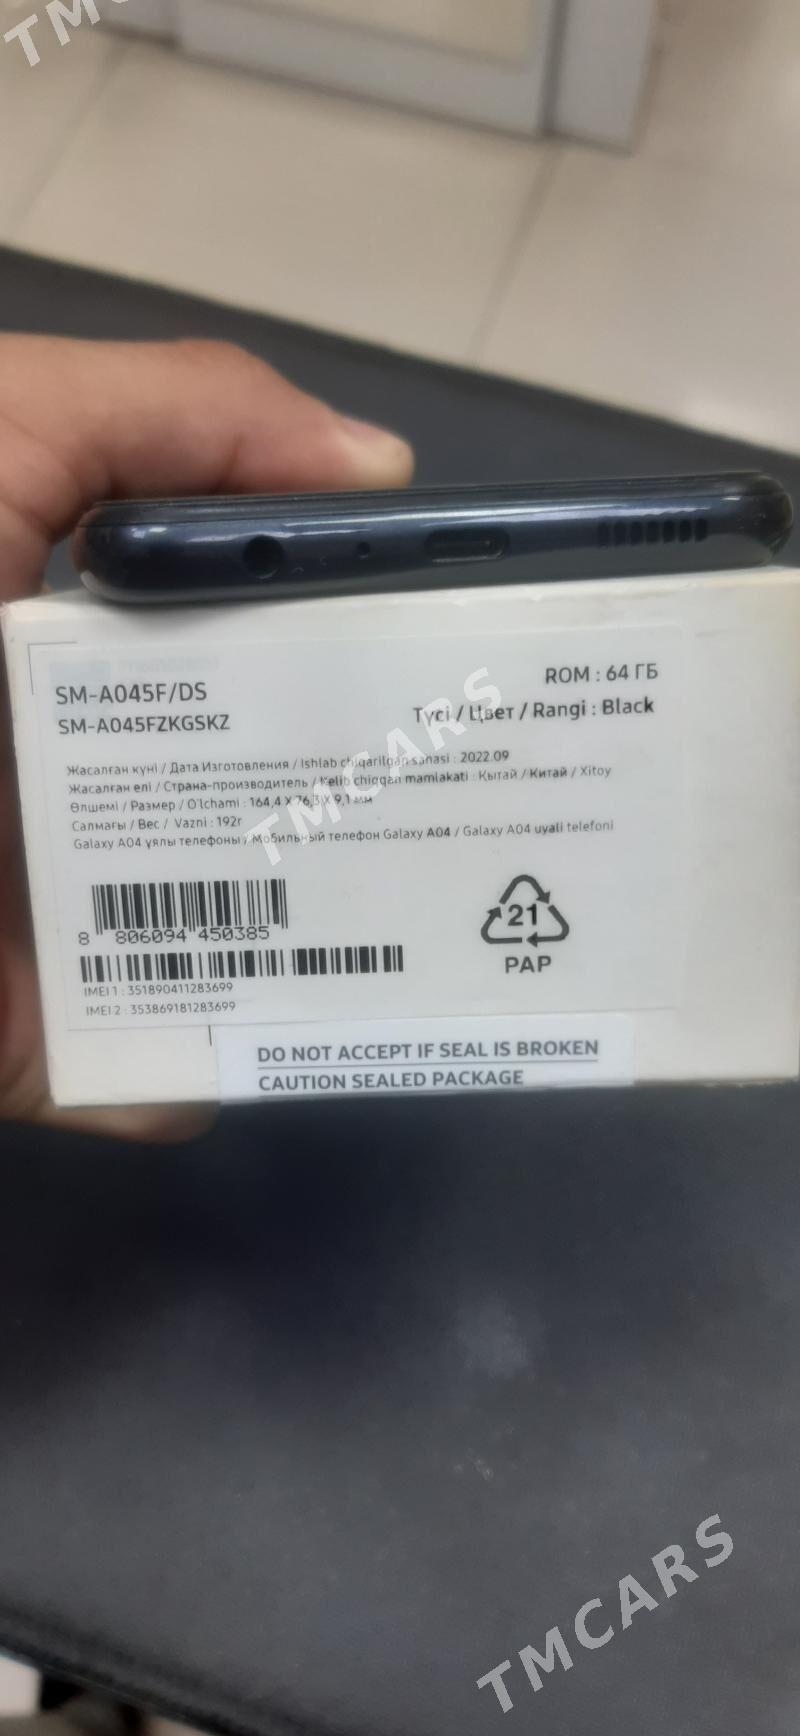 TMCARS
SM-A045F/DS
ROM : 64 ГБ
SM-A045FZKGSKZ
Түсі / Цвет / Rangi : Black
Жасалған күні / Дата Изготовления / Ishlab chiqarilgan sanasi : 2022.09
Жасалған елі / Страна-производитель / Kelib chiqqan mamlakati : Қытай / Китай / Xitoy
Өлшемі / Размер / O'lchami : 164,4 X 76,3 X 9,1 мм
Салмағы / Вес / Vazni : 192г
Galaxy A04 ұялы телефоны / Мобильный телефон Galaxy A04 / Galaxy A04 uyali telefoni
TMCARS
8 806094 450385
21
PAP
IMEI 1 : 351890411283699
IMEI 2 : 353869181283699
DO NOT ACCEPT IF SEAL IS BROKEN
CAUTION SEALED PACKAGE
TMCARS